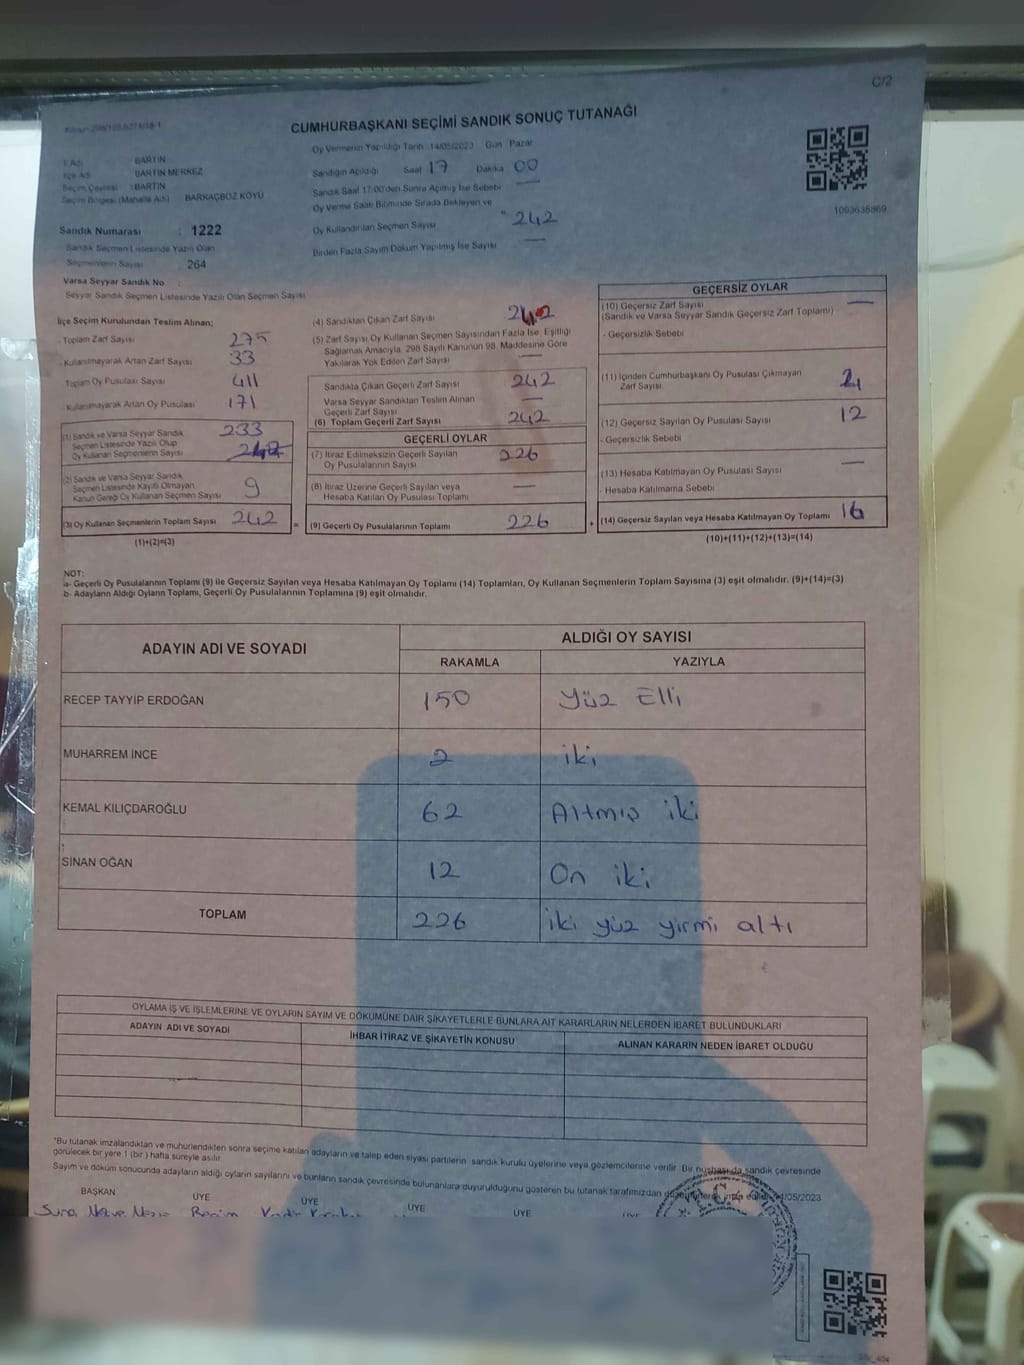 C/2
CUMHURBAŞKANI SEÇİMİ SANDIK SONUÇ TUTANAĞI
İl Adı : BARTIN
İlçe Adı : BARTIN MERKEZ
Seçim Çevresi : BARTIN
Seçim Bölgesi (Mahalle Adı) BARKAÇBOZ KÖYÜ
Sandık Numarası : 1222
Sandık Seçmen Listesinde Yazılı Olan
Seçmenlerin Sayısı : 264
Oy Vermenin Yapıldığı Tarih :14/05/2023 Gün Pazar
Sandığın Açıldığı Saat 17 Dakika 00
Sandık Saat 17:00'den Sonra Açılmış İse Sebebi —
Oy Verme Saati Bitiminde Sırada Bekleyen ve
Oy Kullandırılan Seçmen Sayısı 242
Birden Fazla Sayım Döküm Yapılmış İse Sayısı —
1093636869
Varsa Seyyar Sandık No :
Seyyar Sandık Seçmen Listesinde Yazılı Olan Seçmen Sayısı
İlçe Seçim Kurulundan Teslim Alınan;
- Toplam Zarf Sayısı 275
- Kullanılmayarak Artan Zarf Sayısı 33
Toplam Oy Pusulası Sayısı 411
- Kullanılmayarak Artan Oy Pusulası 171
(1) Sandık ve Varsa Seyyar Sandık
Seçmen Listesinde Yazılı Olup
Oy Kullanan Seçmenlerin Sayısı 233
(2) Sandık ve Varsa Seyyar Sandık
Seçmen Listesinde Kayıtlı Olmayan,
Kanun Gereği Oy Kullanan Seçmen Sayısı 9
(3) Oy Kullanan Seçmenlerin Toplam Sayısı 242 =
(1)+(2)=(3)
(4) Sandıktan Çıkan Zarf Sayısı 242
(5) Zarf Sayısı Oy Kullanan Seçmen Sayısından Fazla İse, Eşitliği
Sağlamak Amacıyla, 298 Sayılı Kanunun 98. Maddesine Göre
Yakılarak Yok Edilen Zarf Sayısı —
Sandıkta Çıkan Geçerli Zarf Sayısı 242
Varsa Seyyar Sandıktan Teslim Alınan
Geçerli Zarf Sayısı —
(6) Toplam Geçerli Zarf Sayısı 242
GEÇERLİ OYLAR
(7) İtiraz Edilmeksizin Geçerli Sayılan
Oy Pusulalarının Sayısı 226
(8) İtiraz Üzerine Geçerli Sayılan veya
Hesaba Katılan Oy Pusulası Toplamı —
(9) Geçerli Oy Pusulalarının Toplamı 226 +
GEÇERSİZ OYLAR
(10) Geçersiz Zarf Sayısı —
(Sandık ve Varsa Seyyar Sandık Geçersiz Zarf Toplamı)
- Geçersizlik Sebebi
(11) İçinden Cumhurbaşkanı Oy Pusulası Çıkmayan
Zarf Sayısı
(12) Geçersiz Sayılan Oy Pusulası Sayısı 12
- Geçersizlik Sebebi
(13) Hesaba Katılmayan Oy Pusulası Sayısı —
- Hesaba Katılmama Sebebi
(14) Geçersiz Sayılan veya Hesaba Katılmayan Oy Toplamı 16
(10)+(11)+(12)+(13)=(14)
NOT:
a- Geçerli Oy Pusulalarının Toplamı (9) ile Geçersiz Sayılan veya Hesaba Katılmayan Oy Toplamı (14) Toplamları, Oy Kullanan Seçmenlerin Toplam Sayısına (3) eşit olmalıdır. (9)+(14)=(3)
b- Adayların Aldığı Oyların Toplamı, Geçerli Oy Pusulalarının Toplamına (9) eşit olmalıdır.
ADAYIN ADI VE SOYADI ALDIĞI OY SAYISI
RAKAMLA YAZIYLA
RECEP TAYYİP ERDOĞAN 150 Yüz Elli
MUHARREM İNCE 2 iki
KEMAL KILIÇDAROĞLU 62 Altmış iki
SİNAN OĞAN 12 On iki
TOPLAM 226 iki yüz yirmi altı
OYLAMA İŞ VE İŞLEMLERİNE VE OYLARIN SAYIM VE DÖKÜMÜNE DAİR ŞİKAYETLERLE BUNLARA AİT KARARLARIN NELERDEN İBARET BULUNDUKLARI
ADAYIN ADI VE SOYADI İHBAR İTİRAZ VE ŞİKAYETİN KONUSU ALINAN KARARIN NEDEN İBARET OLDUĞU
*Bu tutanak imzalandıktan ve mühürlendikten sonra seçime katılan adayların ve talep eden siyasi partilerin sandık kurulu üyelerine veya gözlemcilerine verilir. Bir nüshası da sandık çevresinde
görülecek bir yere 1 (bir ) hafta süreyle asılır.
Sayım ve döküm sonucunda adayların aldığı oyların sayılarını ve bunların sandık çevresinde bulunanlara duyurulduğunu gösteren bu tutanak tarafımızdan
BAŞKAN ÜYE ÜYE ÜYE ÜYE
T.C.